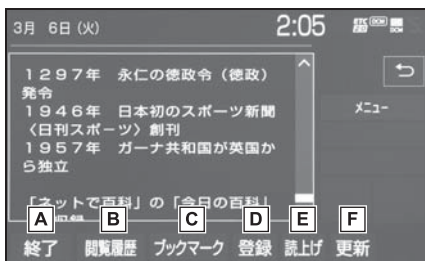 3月 6日(火) 2:05
1297年 永仁の徳政令(徳政)
発令
1946年 日本初のスポーツ新聞
〈日刊スポーツ〉創刊
1957年 ガーナ共和国が英国か
ら独立
「ネットで百科」の「今日の百科」
メニュー
A B C D E F
終了 閲覧履歴 ブックマーク 登録 読上げ 更新